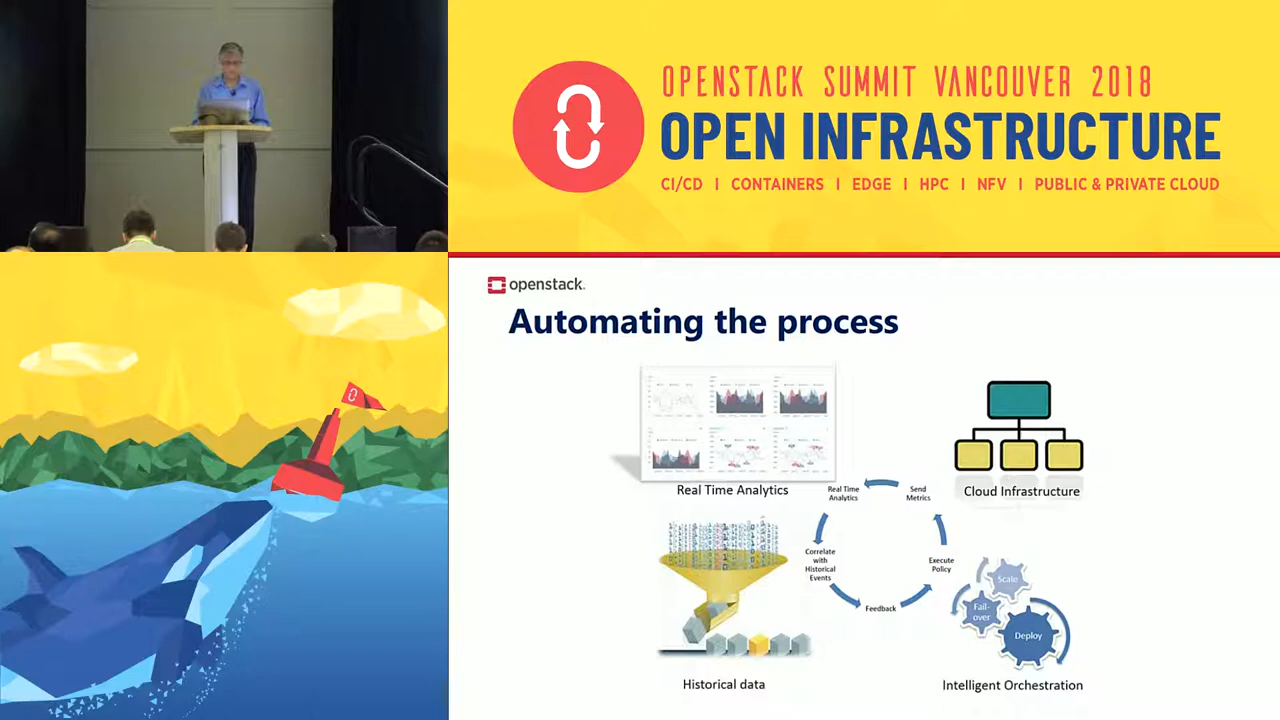 OPENSTACK SUMMIT VANCOUVER 2018
OPEN INFRASTRUCTURE
CI/CD | CONTAINERS | EDGE | HPC | NFV | PUBLIC & PRIVATE CLOUD
openstack.
Automating the process
Real Time Analytics
Cloud Infrastructure
Real Time
Analytics
Send
Metrics
Correlate
with
Historical
Events
Execute
Policy
Feedback
Scale
Fail-
over
Deploy
Historical data
Intelligent Orchestration